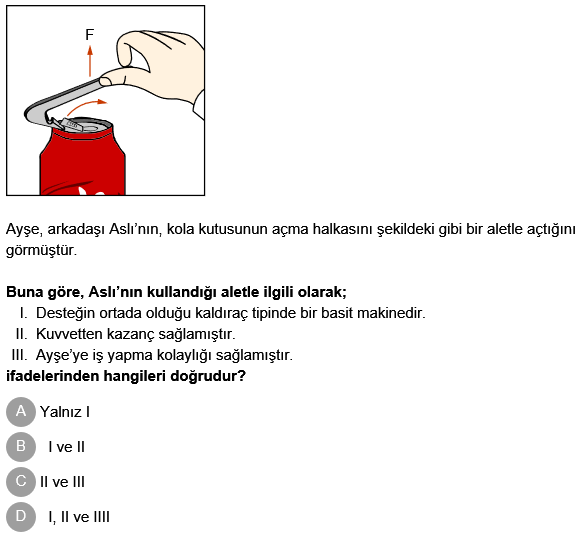 F
Ayşe, arkadaşı Aslı’nın, kola kutusunun açma halkasını şekildeki gibi bir aletle açtığını
görmüştür.
Buna göre, Aslı’nın kullandığı aletle ilgili olarak;
I. Desteğin ortada olduğu kaldıraç tipinde bir basit makinedir.
II. Kuvvetten kazanç sağlamıştır.
III. Ayşe’ye iş yapma kolaylığı sağlamıştır.
ifadelerinden hangileri doğrudur?
A Yalnız I
B I ve II
C II ve III
D I, II ve IIII